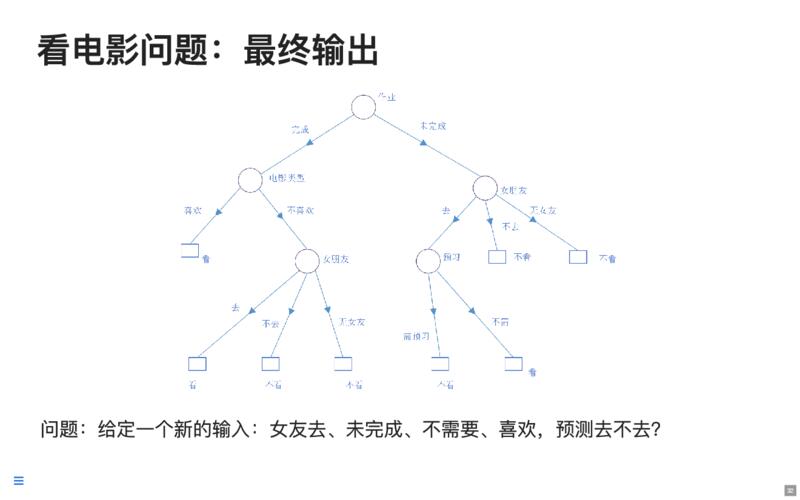 看电影问题：最终输出
作业
完成
未完成
电影类型
女朋友
喜欢
不喜欢
去
不去
无女友
看
女朋友
预习
不看
不看
去
不去
无女友
需预习
不需
看
不看
不看
不看
看
问题：给定一个新的输入：女友去、未完成、不需要、喜欢，预测去不去？
32